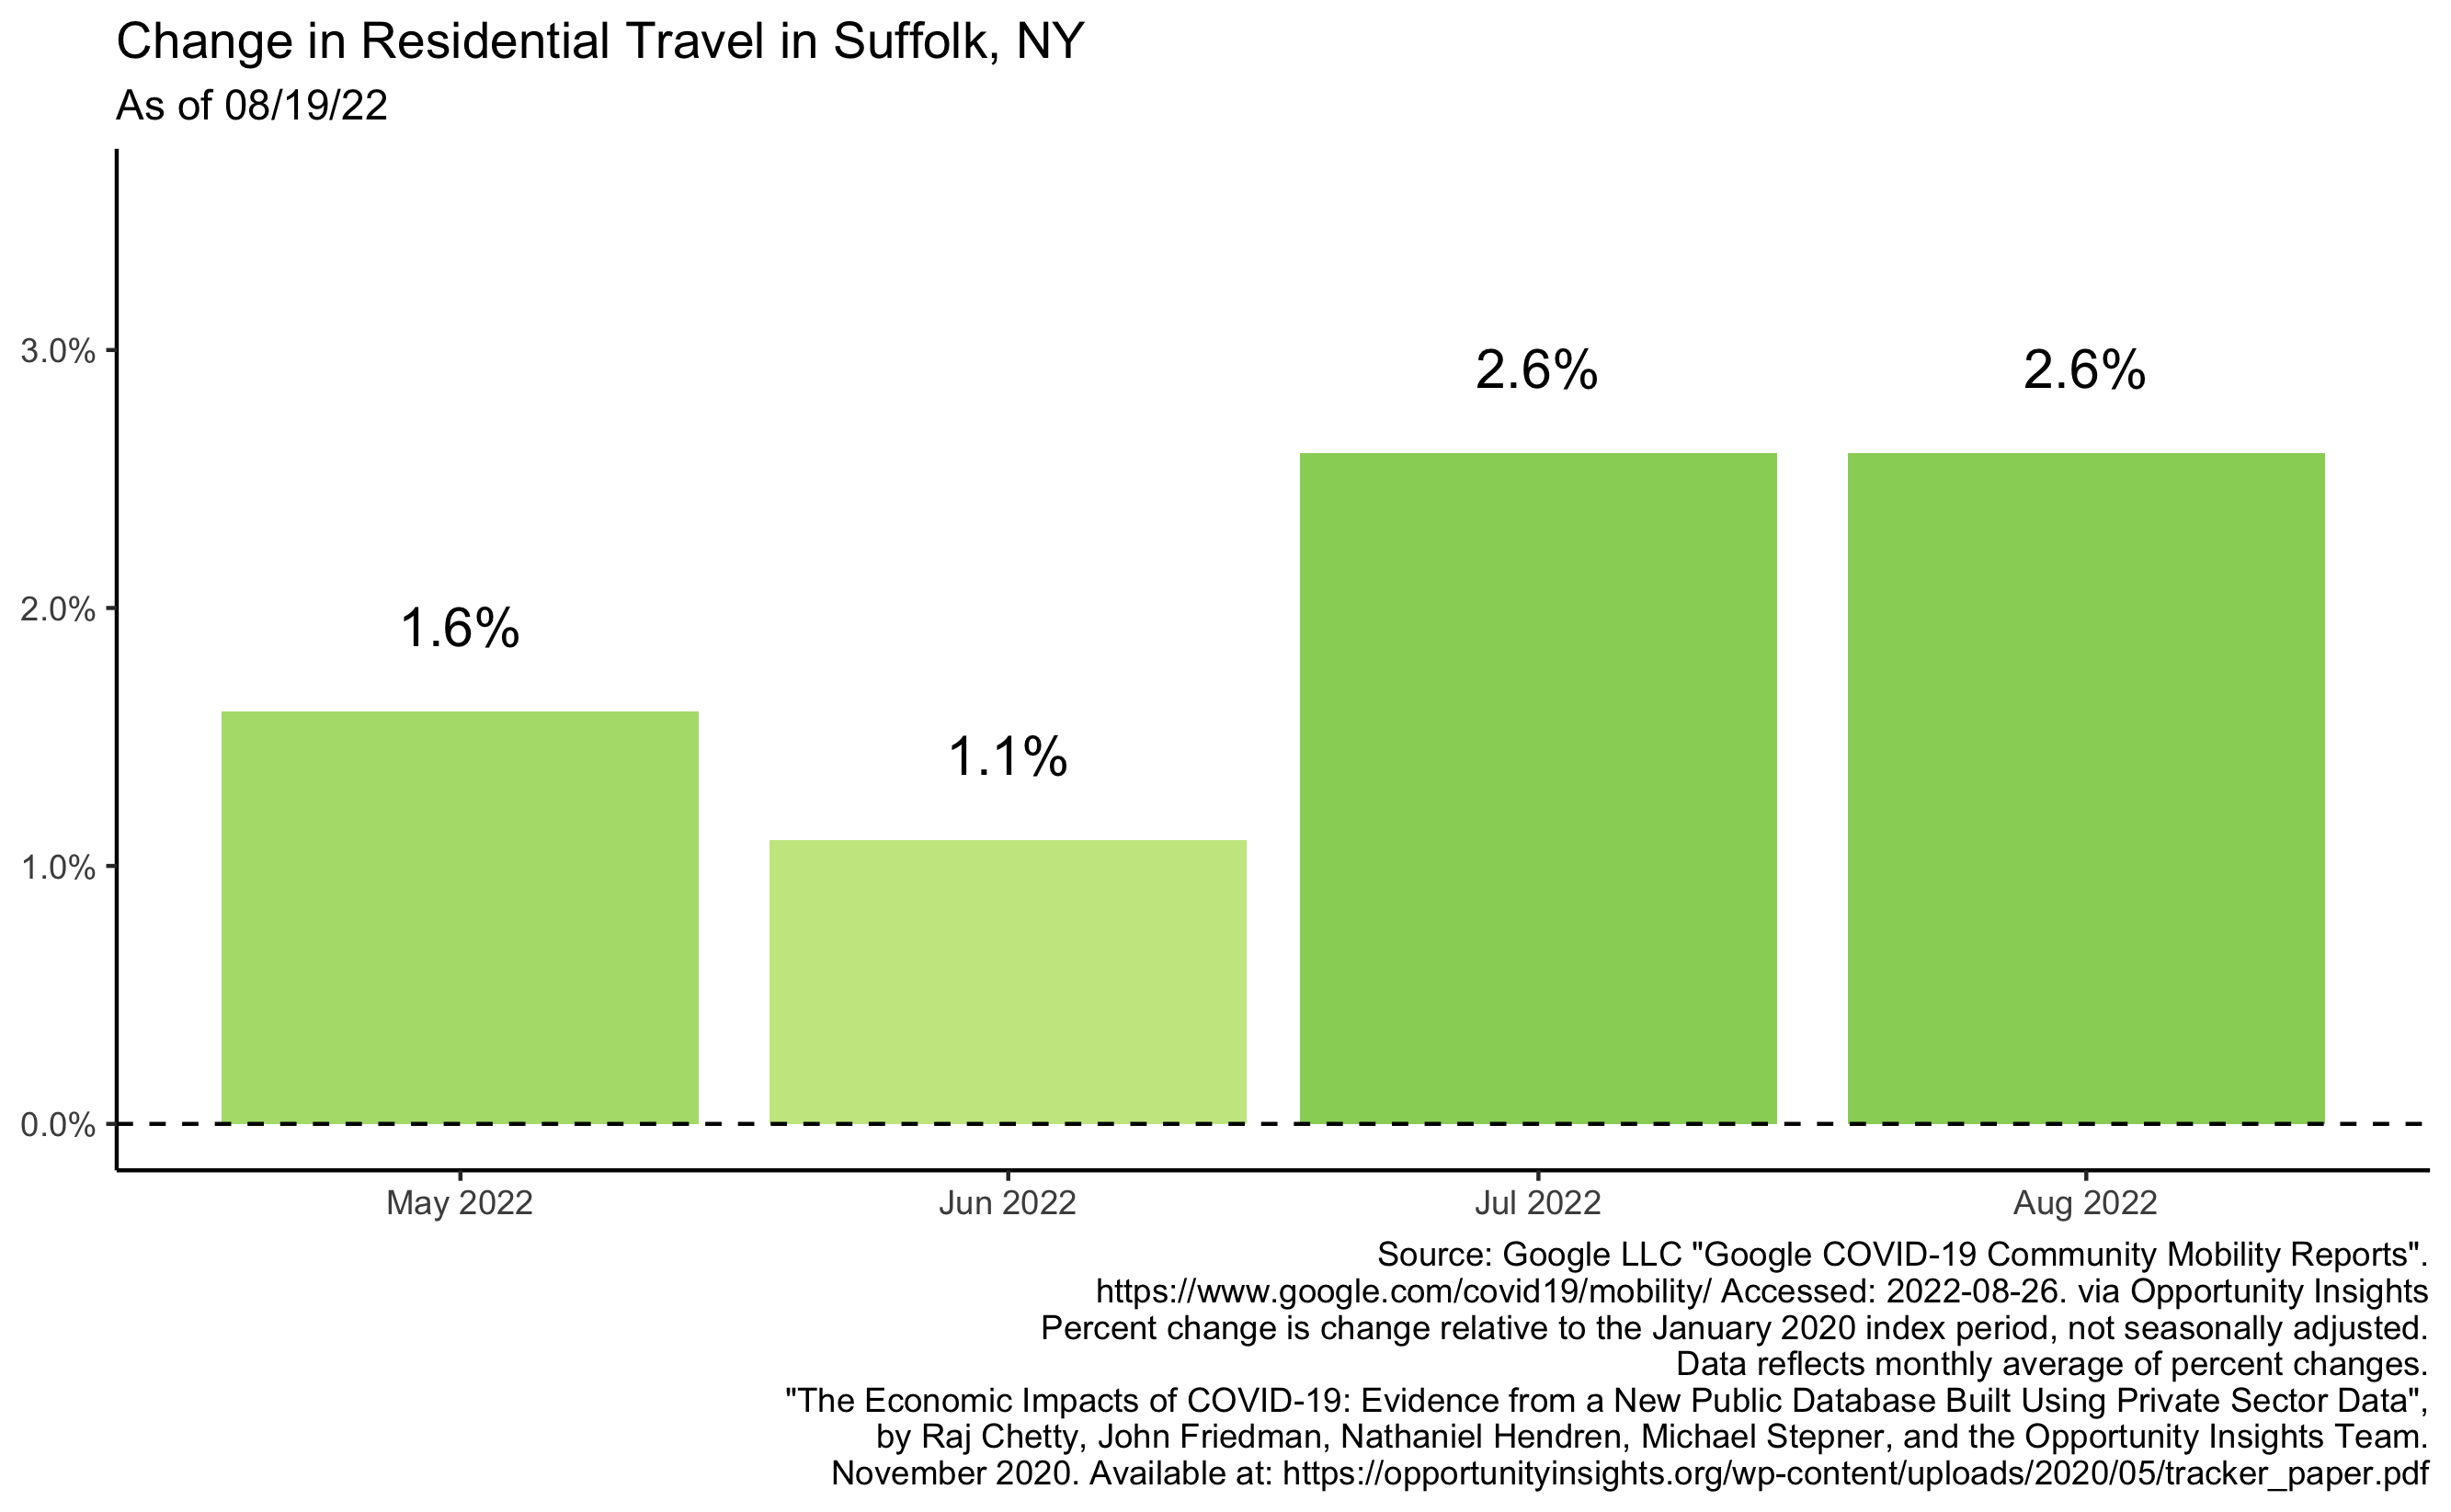 Change in Residential Travel in Suffolk, NY
As of 08/19/22
3.0%
2.0%
1.0%
0.0%
1.6%
1.1%
2.6%
2.6%
May 2022
Jun 2022
Jul 2022
Aug 2022
Source: Google LLC "Google COVID-19 Community Mobility Reports".
https://www.google.com/covid19/mobility/ Accessed: 2022-08-26. via Opportunity Insights
Percent change is change relative to the January 2020 index period, not seasonally adjusted.
Data reflects monthly average of percent changes.
"The Economic Impacts of COVID-19: Evidence from a New Public Database Built Using Private Sector Data",
by Raj Chetty, John Friedman, Nathaniel Hendren, Michael Stepner, and the Opportunity Insights Team.
November 2020. Available at: https://opportunityinsights.org/wp-content/uploads/2020/05/tracker_paper.pdf